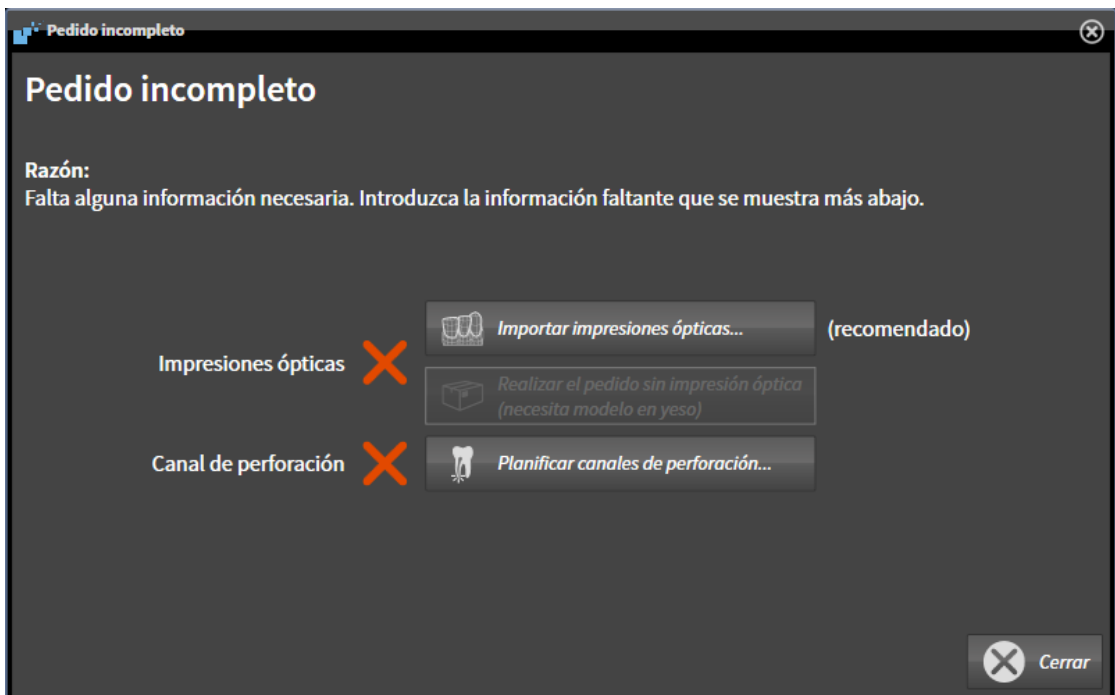 Pedido incompleto
Pedido incompleto
Razón:
Falta alguna información necesaria. Introduzca la información faltante que se muestra más abajo.
Importar impresiones ópticas... (recomendado)
Impresiones ópticas
Realizar el pedido sin impresión óptica
(necesita modelo en yeso)
Canal de perforación Planificar canales de perforación...
Cerrar